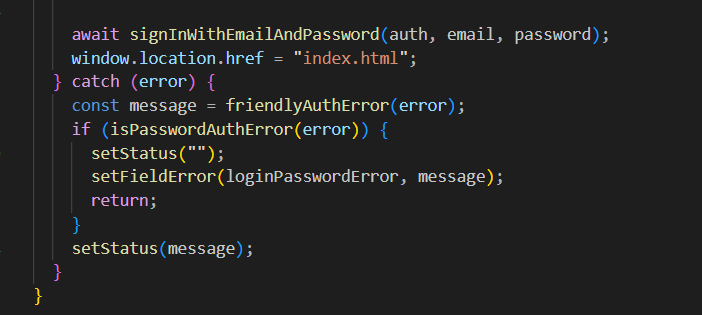 await signInWithEmailAndPassword(auth, email, password);
window.location.href = "index.html";
} catch (error) {
const message = friendlyAuthError(error);
if (isPasswordAuthError(error)) {
setStatus("");
setFieldError(loginPasswordError, message);
return;
}
setStatus(message);
}
}